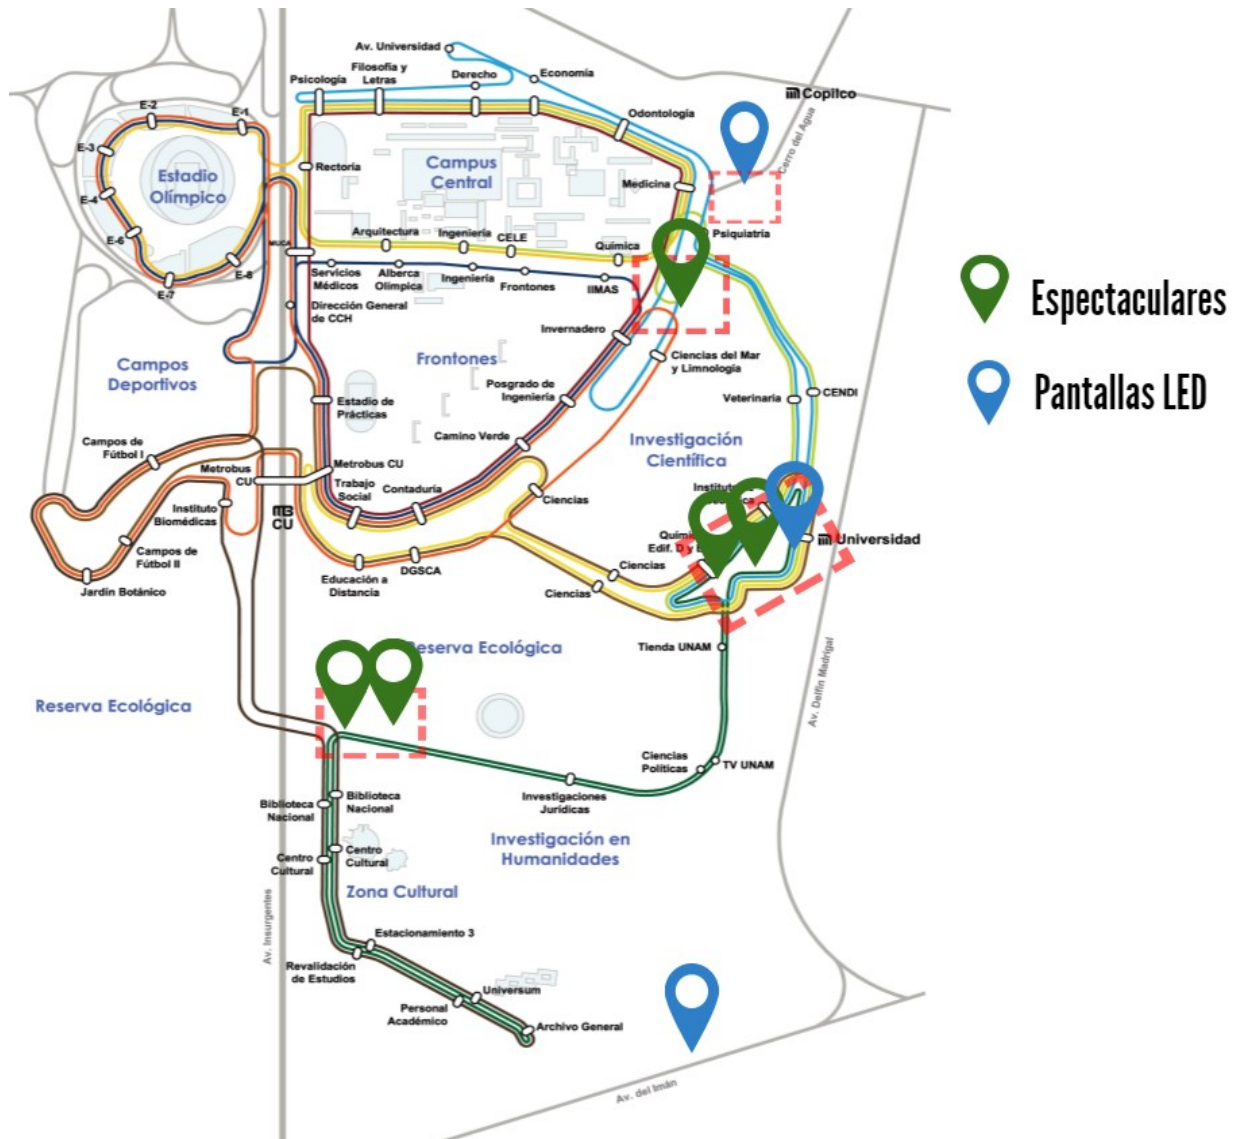 Av. Universidad
Filosofía y
Letras
Psicología
Derecho
Economía
Copilco
Odontología
Cerro del Agua
E-2
E-1
E-3
E-4
E-6
E-7
E-8
Estadio
Olímpico
Rectoría
Campus
Central
Medicina
Psiquiatría
Arquitectura
Ingeniería
CELE
Química
MUCA
Servicios
Médicos
Alberca
Olímpica
Ingeniería
Frontones
IIMAS
Dirección General
de CCH
Invernadero
Espectaculares
Campos
Deportivos
Frontones
Ciencias del Mar
y Limnología
Posgrado de
Ingeniería
Veterinaria
CENDI
Pantallas LED
Estadio de
Prácticas
Camino Verde
Investigación
Científica
Campos de
Fútbol I
Metrobus
CU
Metrobus CU
Trabajo
Social
Contaduría
Ciencias
Instituto
Biomédicas
CU
Universidad
Edif. D y
Campos de
Fútbol II
Jardín Botánico
Educación a
Distancia
DGSCA
Ciencias
Ciencias
Reserva Ecológica
Tienda UNAM
Av. Delfín Madrigal
Reserva Ecológica
Ciencias
Políticas
TV UNAM
Investigaciones
Jurídicas
Biblioteca
Nacional
Biblioteca
Nacional
Investigación en
Humanidades
Centro
Cultural
Centro
Cultural
Zona Cultural
Av. Insurgentes
Estacionamiento 3
Revalidación
de Estudios
Universum
Personal
Académico
Archivo General
Av. del Imán